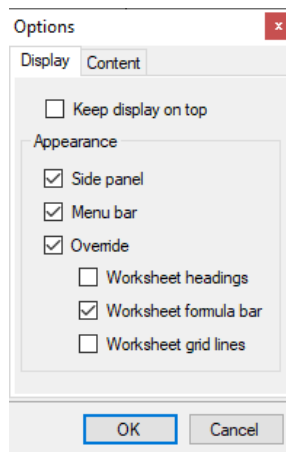 Options
x
Display Content
Keep display on top
Appearance
Side panel
Menu bar
Override
Worksheet headings
Worksheet formula bar
Worksheet grid lines
OK Cancel